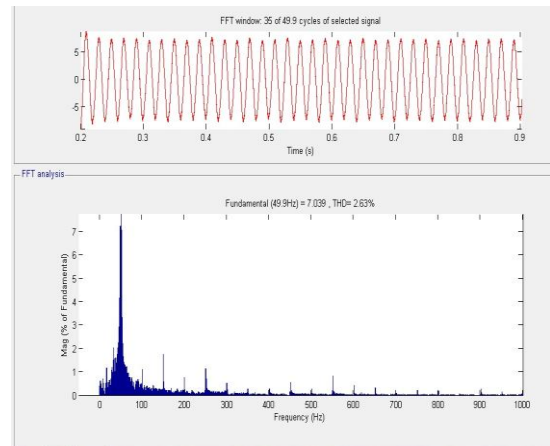 FFT window: 35 of 49.9 cycles of selected signal
5
0
-5
0.2 0.3 0.4 0.5 0.6 0.7 0.8 0.9
Time (s)
FFT analysis
Fundamental (49.9Hz) = 7.039 , THD= 2.63%
7
6
5
4
3
2
1
0
Mag (% of Fundamental)
0 100 200 300 400 500 600 700 800 900 1000
Frequency (Hz)